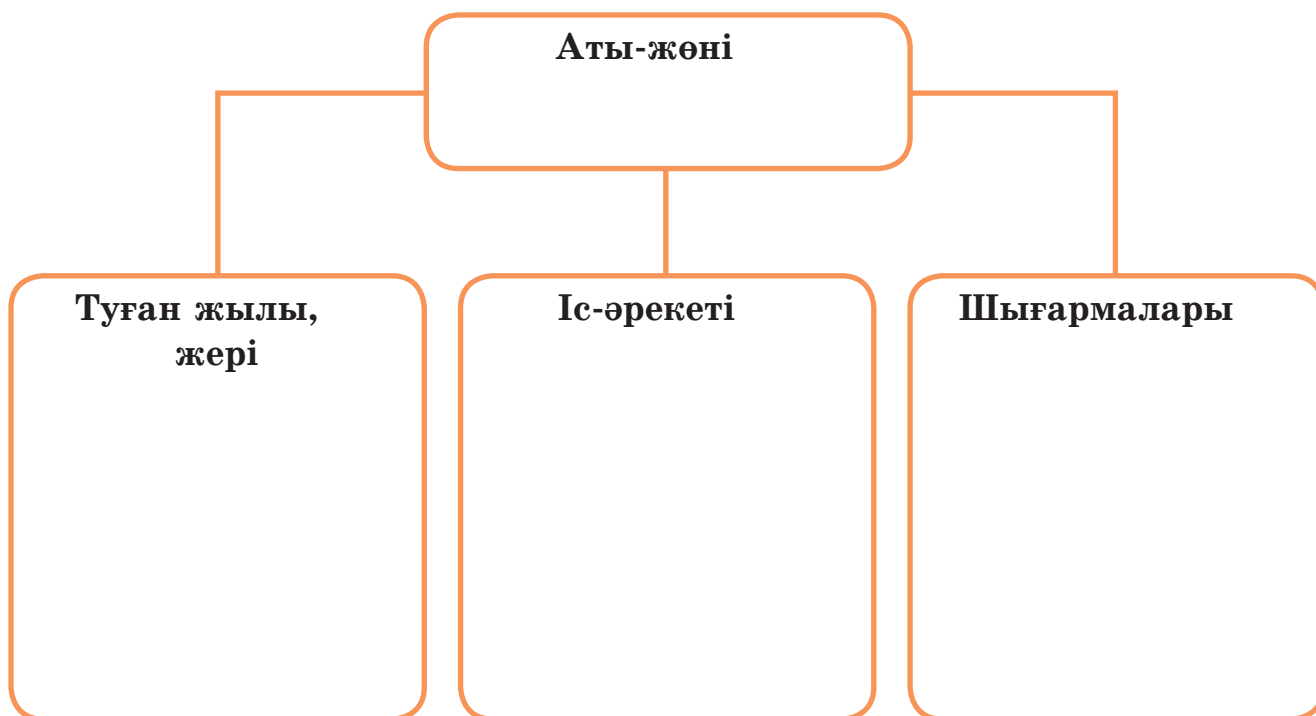 Аты-жөні
Туған жылы,
жері
Іс-әрекеті
Шығармалары